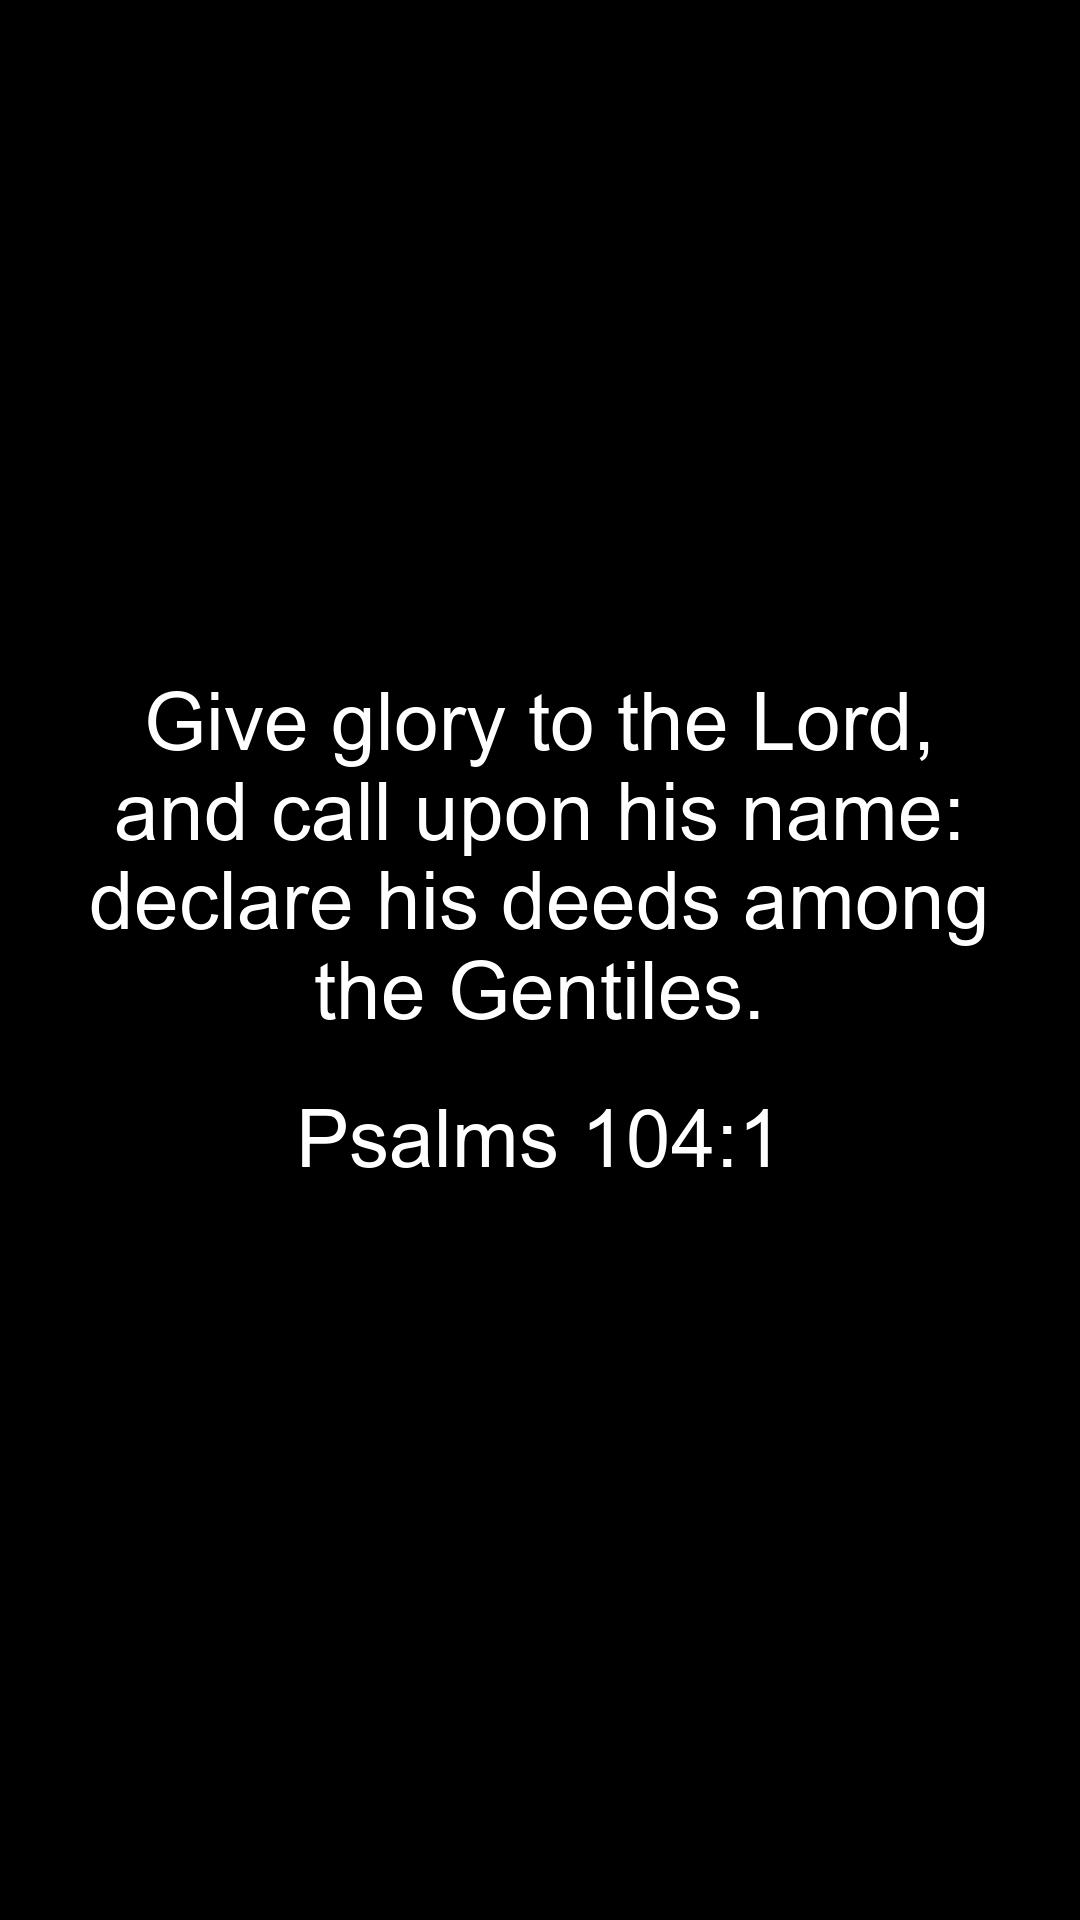 Give glory to the Lord,
and call upon his name:
declare his deeds among
the Gentiles.
Psalms 104:1